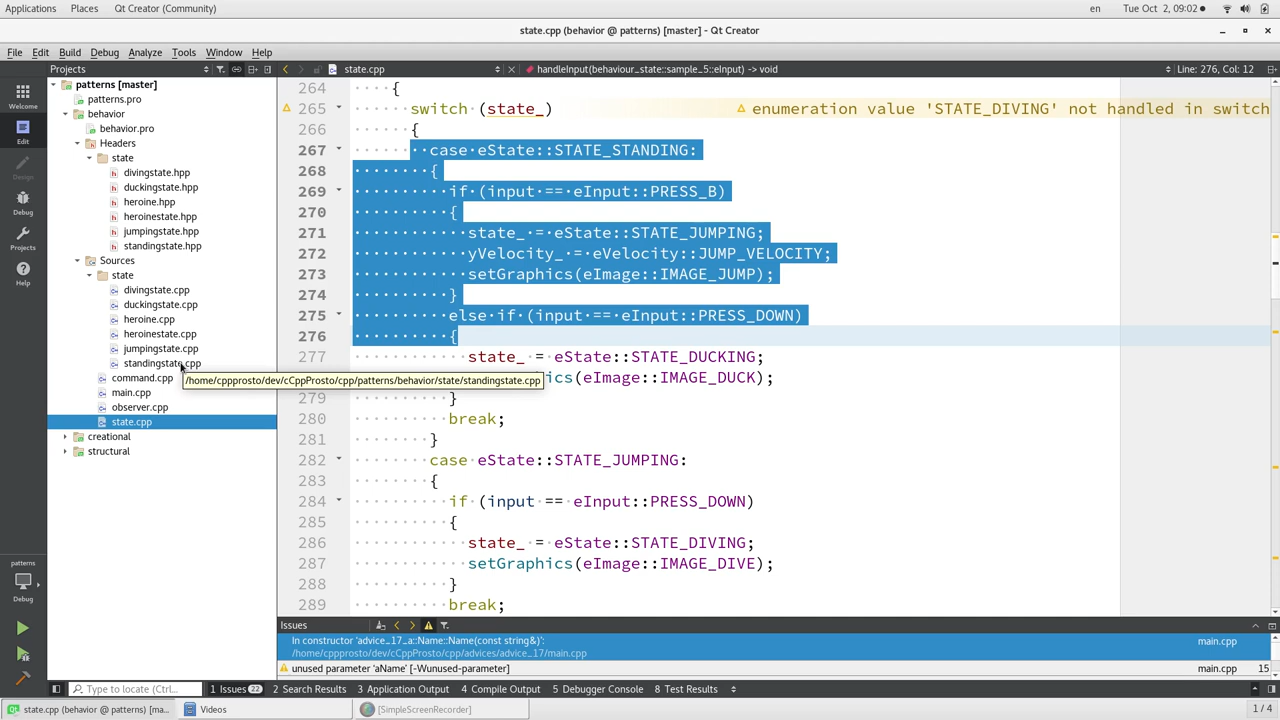 Applications Places Qt Creator (Community) en Tue Oct 2, 09:02
state.cpp (behavior @ patterns) [master] - Qt Creator
File Edit Build Debug Analyze Tools Window Help
Projects state.cpp handleInput(behaviour_state::sample_5::eInput) -> void Line: 276, Col: 12
Welcome
Edit
Design
Debug
Projects
Help
patterns
Debug
patterns [master]
patterns.pro
behavior
behavior.pro
Headers
state
divingstate.hpp
duckingstate.hpp
heroine.hpp
heroinestate.hpp
jumpingstate.hpp
standingstate.hpp
Sources
state
divingstate.cpp
duckingstate.cpp
heroine.cpp
heroinestate.cpp
jumpingstate.cpp
standingstate.cpp
command.cpp
main.cpp
observer.cpp
state.cpp
creational
structural
/home/cppprosto/dev/cCppProsto/cpp/patterns/behavior/state/standingstate.cpp
264 {
265 switch (state_) enumeration value 'STATE_DIVING' not handled in switch
266 {
267 case eState::STATE_STANDING:
268 {
269 if (input == eInput::PRESS_B)
270 {
271 state_ = eState::STATE_JUMPING;
272 yVelocity_ = eVelocity::JUMP_VELOCITY;
273 setGraphics(eImage::IMAGE_JUMP);
274 }
275 else if (input == eInput::PRESS_DOWN)
276 {
277 state_ = eState::STATE_DUCKING;
ics(eImage::IMAGE_DUCK);
279 }
280 break;
281 }
282 case eState::STATE_JUMPING:
283 {
284 if (input == eInput::PRESS_DOWN)
285 {
286 state_ = eState::STATE_DIVING;
287 setGraphics(eImage::IMAGE_DIVE);
288 }
289 break;
Issues
In constructor 'advice_17_a::Name::Name(const string&)': main.cpp
/home/cppprosto/dev/cCppProsto/cpp/advices/advice_17/main.cpp
unused parameter 'aName' [-Wunused-parameter] main.cpp 15
Type to locate (Ctrl... 1 Issues 22 2 Search Results 3 Application Output 4 Compile Output 5 Debugger Console 8 Test Results
state.cpp (behavior @ patterns) [ma... Videos [SimpleScreenRecorder] 1 / 4